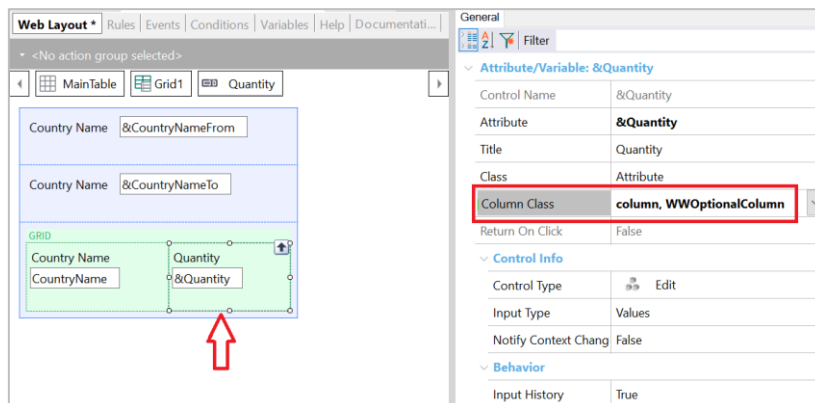 Web Layout * Rules Events Conditions Variables Help Documentati...
<No action group selected>
MainTable Grid1 Quantity
Country Name &CountryNameFrom
Country Name &CountryNameTo
GRID
Country Name Quantity
CountryName &Quantity
General
Filter
Attribute/Variable: &Quantity
Control Name &Quantity
Attribute &Quantity
Title Quantity
Class Attribute
Column Class column, WWOptionalColumn
Return On Click False
Control Info
Control Type Edit
Input Type Values
Notify Context Chang False
Behavior
Input History True